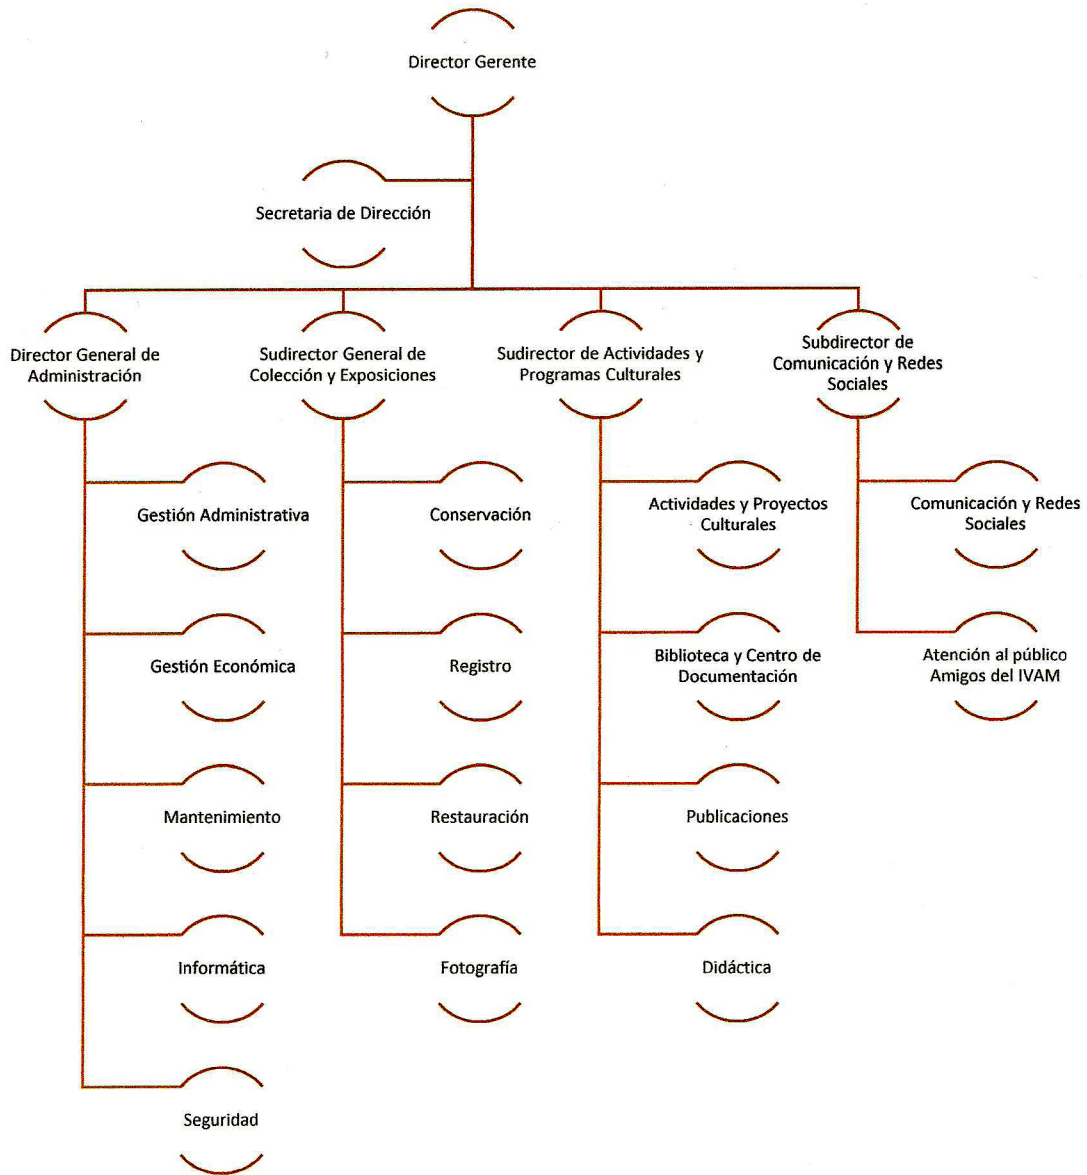 Director Gerente
Secretaria de Dirección
Director General de
Administración
Sudirector General de
Colección y Exposiciones
Sudirector de Actividades y
Programas Culturales
Subdirector de
Comunicación y Redes
Sociales
Gestión Administrativa
Gestión Económica
Mantenimiento
Informática
Seguridad
Conservación
Registro
Restauración
Fotografía
Actividades y Proyectos
Culturales
Biblioteca y Centro de
Documentación
Publicaciones
Didáctica
Comunicación y Redes
Sociales
Atención al público
Amigos del IVAM